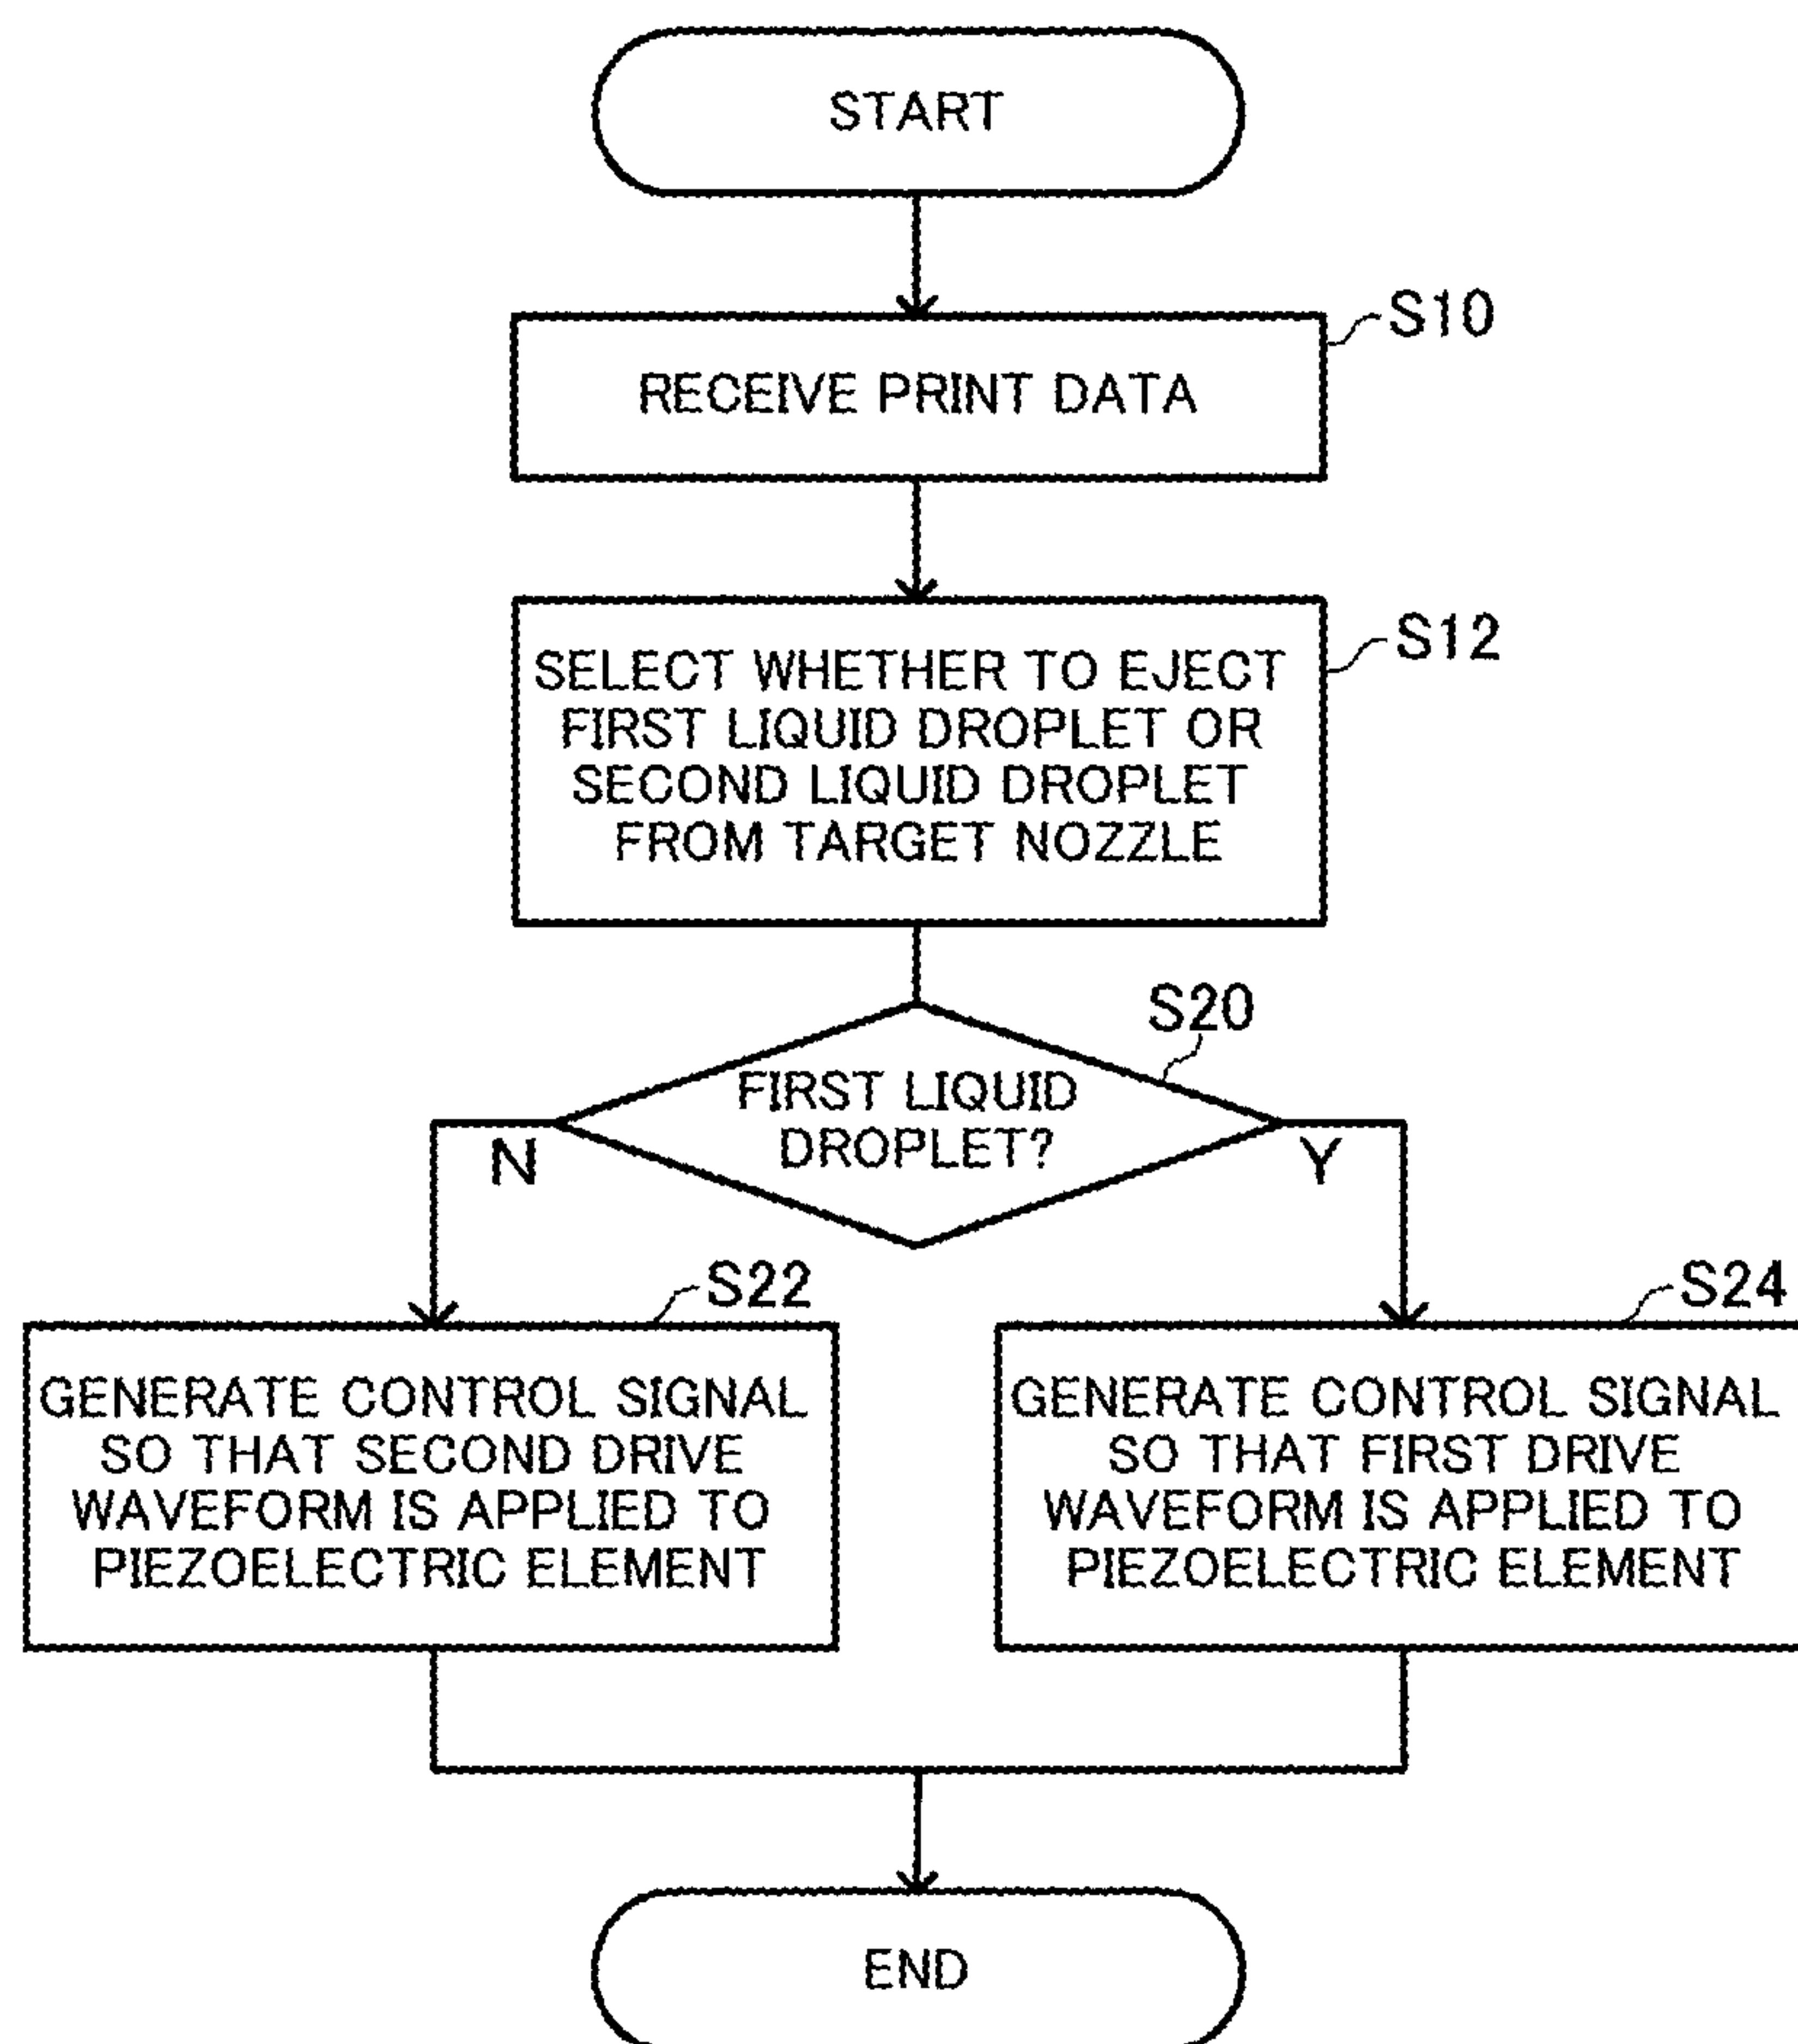 START
S10
RECEIVE PRINT DATA
S12
SELECT WHETHER TO EJECT
FIRST LIQUID DROPLET OR
SECOND LIQUID DROPLET
FROM TARGET NOZZLE
S20
FIRST LIQUID
DROPLET?
N
Y
S22
GENERATE CONTROL SIGNAL
SO THAT SECOND DRIVE
WAVEFORM IS APPLIED TO
PIEZOELECTRIC ELEMENT
S24
GENERATE CONTROL SIGNAL
SO THAT FIRST DRIVE
WAVEFORM IS APPLIED TO
PIEZOELECTRIC ELEMENT
END